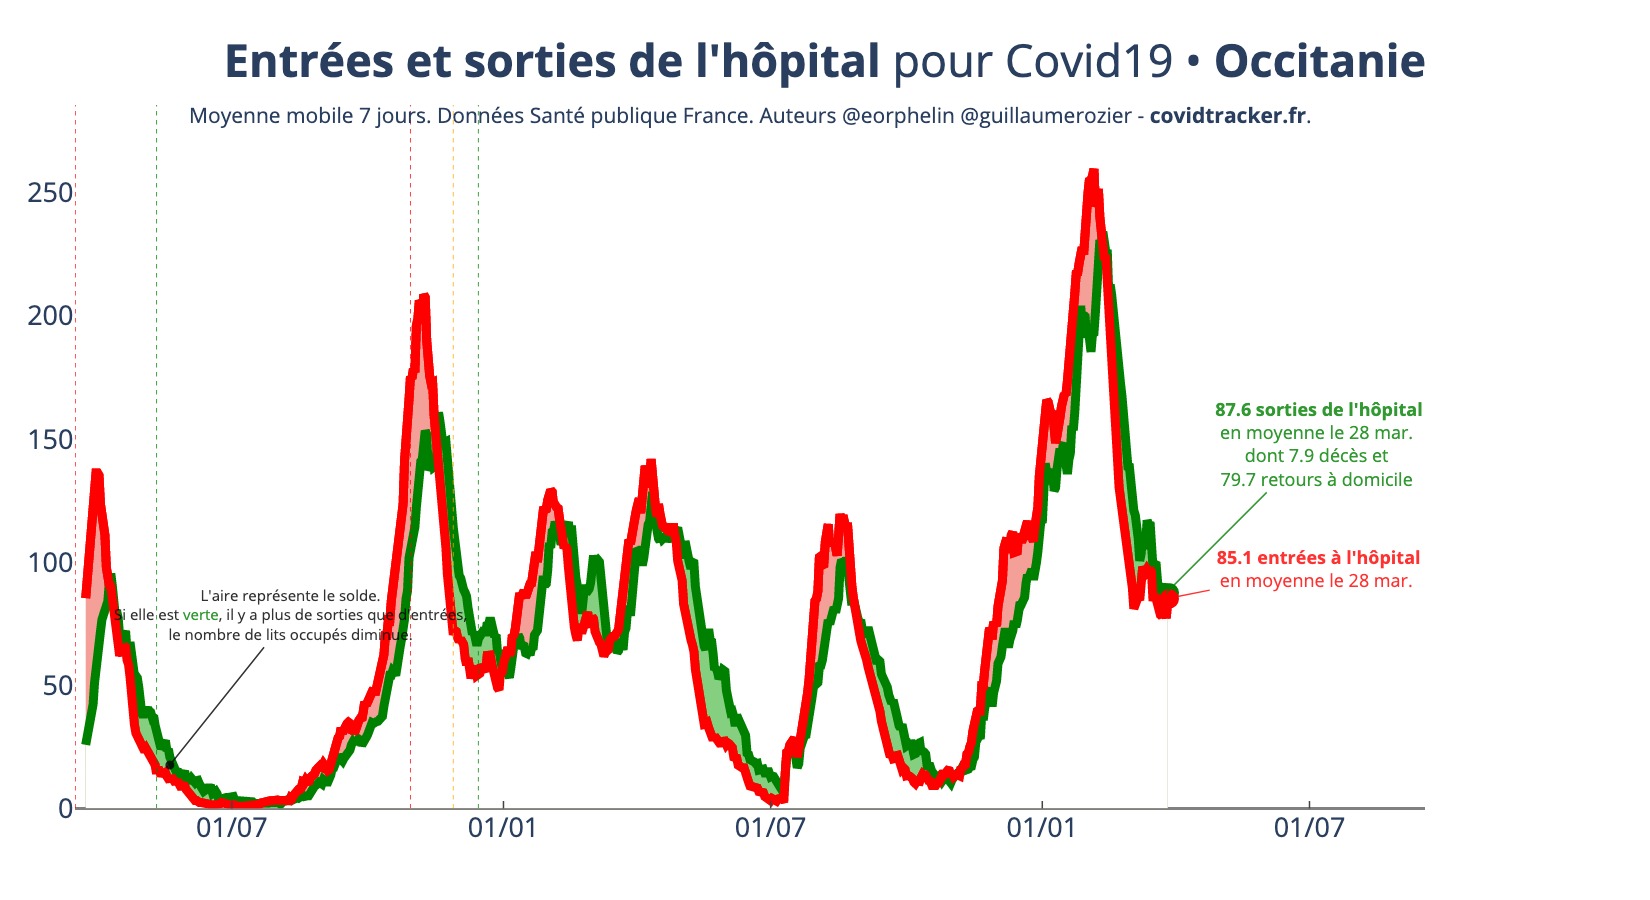 Entrées et sorties de l'hôpital pour Covid19 • Occitanie
Moyenne mobile 7 jours. Données Santé publique France. Auteurs @eorphelin @guillaumerozier - covidtracker.fr.
250
200
150
100
50
0
87.6 sorties de l'hôpital
en moyenne le 28 mar.
dont 7.9 décès et
79.7 retours à domicile
85.1 entrées à l'hôpital
en moyenne le 28 mar.
L'aire représente le solde.
Si elle est verte, il y a plus de sorties que d'entrées,
le nombre de lits occupés diminue.
01/07
01/01
01/07
01/01
01/07